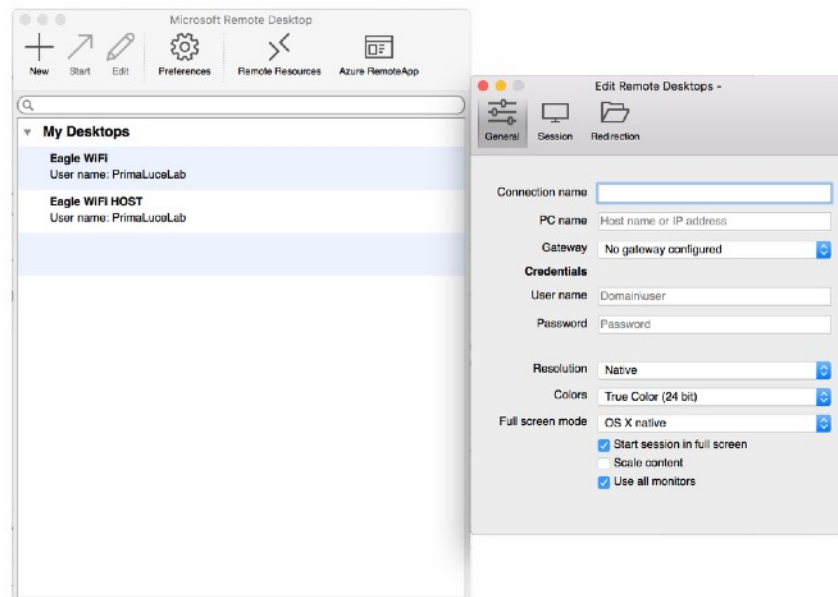 Microsoft Remote Desktop
New Start Edit Preferences Remote Resources Azure RemoteApp
My Desktops
Eagle WiFi
User name: PrimaLuceLab
Eagle WiFi HOST
User name: PrimaLuceLab
Edit Remote Desktops -
General Session Redirection
Connection name
PC name Host name or IP address
Gateway No gateway configured
Credentials
User name Domain\user
Password Password
Resolution Native
Colors True Color (24 bit)
Full screen mode OS X native
Start session in full screen
Scale content
Use all monitors